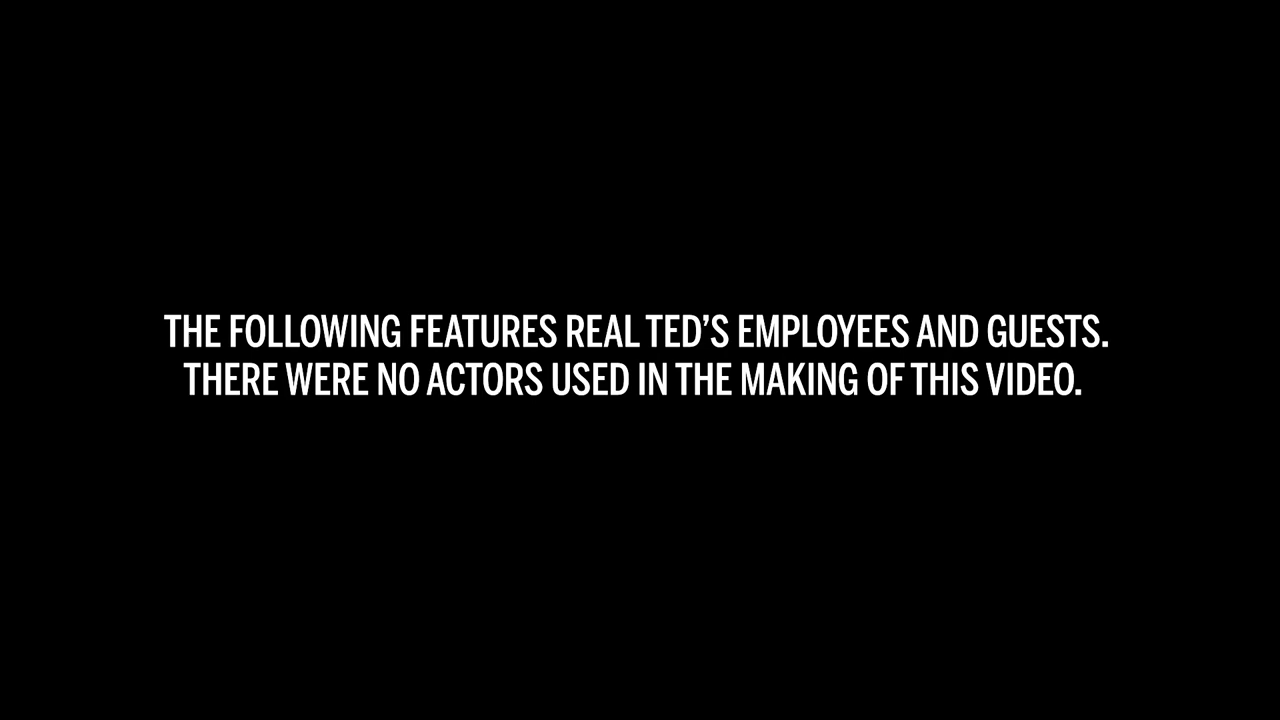 THE FOLLOWING FEATURES REAL TED’S EMPLOYEES AND GUESTS.
THERE WERE NO ACTORS USED IN THE MAKING OF THIS VIDEO.